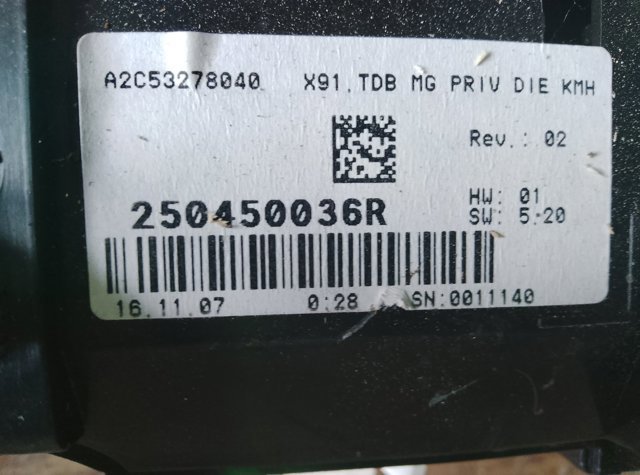 A2C53278040 X91.TDB MG PRIV DIE KMH
Rev.: 02
250450036R
HW: 01
SW: 5.20
16.11.07 0:28 SN:0011140